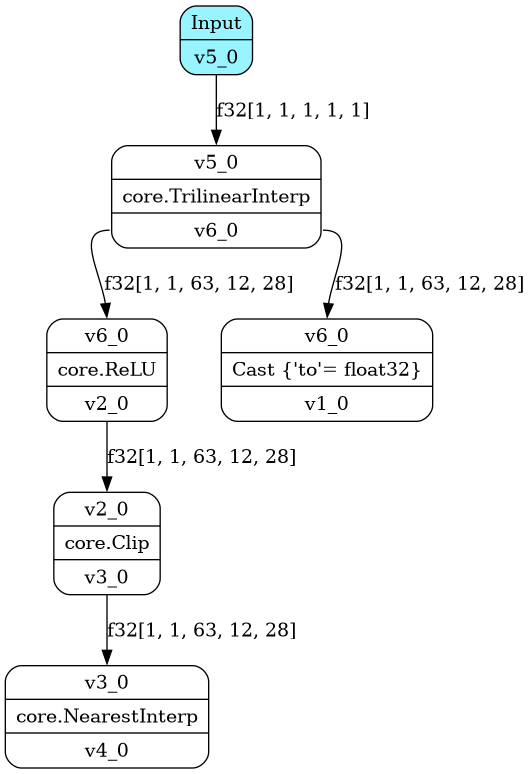 Input
v5_0
f32[1, 1, 1, 1, 1]
v5_0
core.TrilinearInterp
v6_0
f32[1, 1, 63, 12, 28]
f32[1, 1, 63, 12, 28]
v6_0
core.ReLU
v2_0
v6_0
Cast {'to'= float32}
v1_0
f32[1, 1, 63, 12, 28]
v2_0
core.Clip
v3_0
f32[1, 1, 63, 12, 28]
v3_0
core.NearestInterp
v4_0